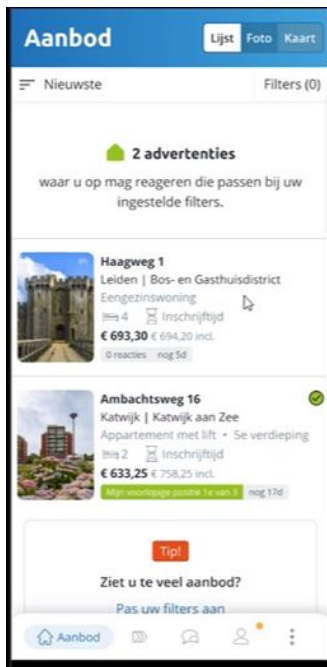 Aanbod
Lijst Foto Kaart
Nieuwste
Filters (0)
2 advertenties
waar u op mag reageren die passen bij uw
ingestelde filters.
Haagweg 1
Leiden | Bos- en Gasthuisdistrict
Eengezinswoning
4 Inschrijftijd
€ 693,30 € 694,20 incl.
0 reacties nog 5d
Ambachtsweg 16
Katwijk | Katwijk aan Zee
Appartement met lift • 5e verdieping
2 Inschrijftijd
€ 633,25 € 758,25 incl.
Mijn voorlopige positie 1e van 3 nog 17d
Tip!
Ziet u te veel aanbod?
Pas uw filters aan
Aanbod